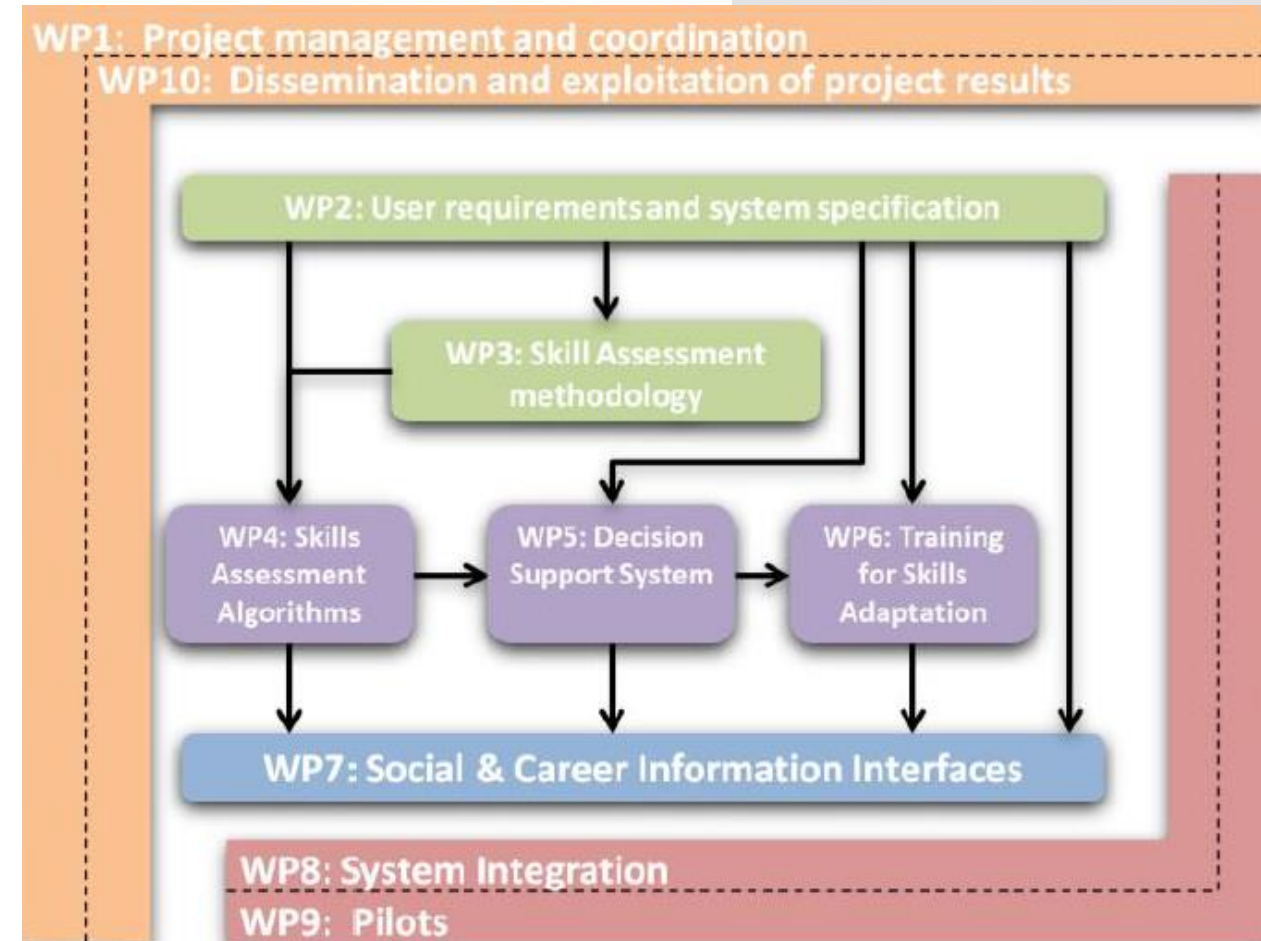 WP1: Project management and coordination
WP10: Dissemination and exploitation of project results
WP2: User requirements and system specification
WP3: Skill Assessment
methodology
WP4: Skills
Assessment
Algorithms
WP5: Decision
Support System
WP6: Training
for Skills
Adaptation
WP7: Social & Career Information Interfaces
WP8: System Integration
WP9: Pilots